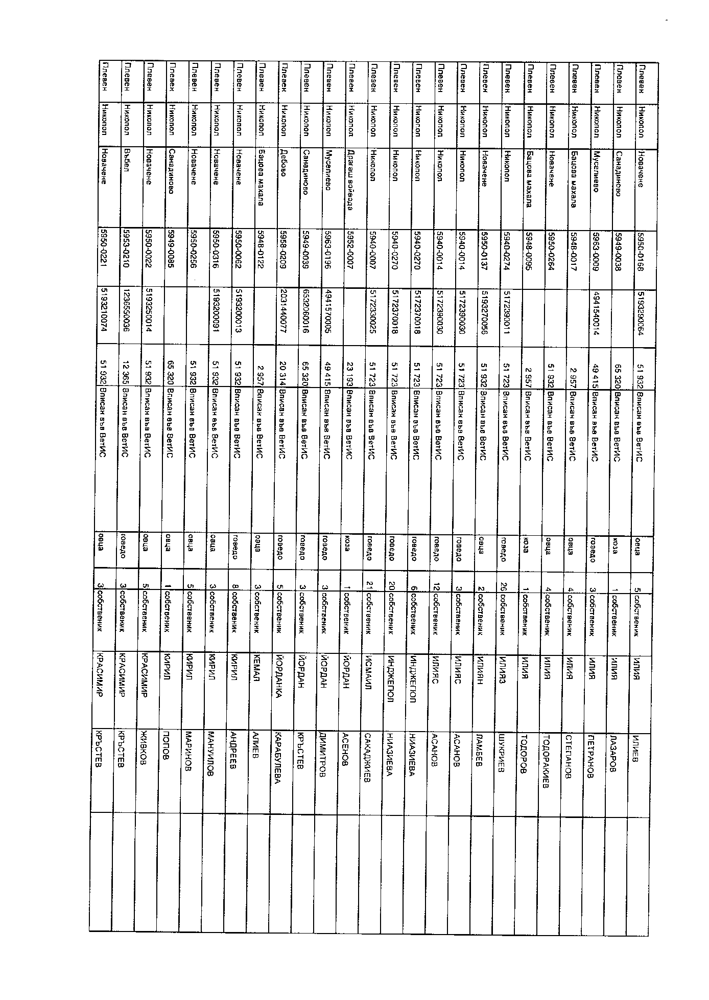 Плевен Никопол Новачене 5950-0168 5193290064 51 932 Вписан във ВетИС овца 5 собственик ИЛИЯ ИЛИЕВ
Плевен Никопол Санадиново 5949-0038 65 320 Вписан във ВетИС коза 1 собственик ИЛИЯ ЛАЗАРОВ
Плевен Никопол Муселиево 5963-0009 4941540014 49 415 Вписан във ВетИС говедо 3 собственик ИЛИЯ ПЕТРАНОВ
Плевен Никопол Бацова махала 5948-0017 2 957 Вписан във ВетИС овца 4 собственик ИЛИЯ СТЕПАНОВ
Плевен Никопол Новачене 5950-0264 51 932 Вписан във ВетИС овца 4 собственик ИЛИЯ ТОДОРАКИЕВ
Плевен Никопол Бацова махала 5948-0095 2 957 Вписан във ВетИС коза 1 собственик ИЛИЯ ТОДОРОВ
Плевен Никопол Никопол 5940-0274 5172390011 51 723 Вписан във ВетИС говедо 26 собственик ИЛИЯЗ ШУКРИЕВ
Плевен Никопол Новачене 5950-0137 5193270056 51 932 Вписан във ВетИС овца 2 собственик ИЛИЯН ЛАМБЕВ
Плевен Никопол Никопол 5940-0014 5172390030 51 723 Вписан във ВетИС говедо 3 собственик ИЛИЯС АСАНОВ
Плевен Никопол Никопол 5940-0014 5172390030 51 723 Вписан във ВетИС говедо 12 собственик ИЛИЯС АСАНОВ
Плевен Никопол Никопол 5940-0270 5172370018 51 723 Вписан във ВетИС говедо 6 собственик ИНДЖЕГЮЛ НИАЗИЕВА
Плевен Никопол Никопол 5940-0270 5172370018 51 723 Вписан във ВетИС говедо 20 собственик ИНДЖЕГЮЛ НИАЗИЕВА
Плевен Никопол Никопол 5940-0007 5172330025 51 723 Вписан във ВетИС говедо 21 собственик ИСМАИЛ САКАДЖИЕВ
Плевен Никопол Драгаш войвода 5952-0007 23 193 Вписан във ВетИС коза 1 собственик ЙОРДАН АСЕНОВ
Плевен Никопол Муселиево 5963-0196 4941570005 49 415 Вписан във ВетИС говедо 3 собственик ЙОРДАН ДИМИТРОВ
Плевен Никопол Санадиново 5949-0039 6532060016 65 320 Вписан във ВетИС говедо 3 собственик ЙОРДАН КРЪСТЕВ
Плевен Никопол Дебово 5958-0209 2031440077 20 314 Вписан във ВетИС говедо 5 собственик ЙОРДАНКА КАРАБУЛЕВА
Плевен Никопол Бацова махала 5948-0122 2 957 Вписан във ВетИС овца 3 собственик КЕМАЛ АЛИЕВ
Плевен Никопол Новачене 5950-0062 5193200013 51 932 Вписан във ВетИС говедо 8 собственик КИРИЛ АНДРЕЕВ
Плевен Никопол Новачене 5950-0316 5193200091 51 932 Вписан във ВетИС овца 3 собственик КИРИЛ МАНУИЛОВ
Плевен Никопол Новачене 5950-0256 51 932 Вписан във ВетИС овца 5 собственик КИРИЛ МАРИНОВ
Плевен Никопол Санадиново 5949-0085 65 320 Вписан във ВетИС овца 1 собственик КИРИЛ ПОПОВ
Плевен Никопол Новачене 5950-0022 5193250014 51 932 Вписан във ВетИС овца 5 собственик КРАСИМИР ЖИВКОВ
Плевен Никопол Въбел 5953-0210 1236550036 12 365 Вписан във ВетИС говедо 3 собственик КРАСИМИР КРЪСТЕВ
Плевен Никопол Новачене 5950-0221 5193210074 51 932 Вписан във ВетИС овца 3 собственик КРАСИМИР КРЪСТЕВ